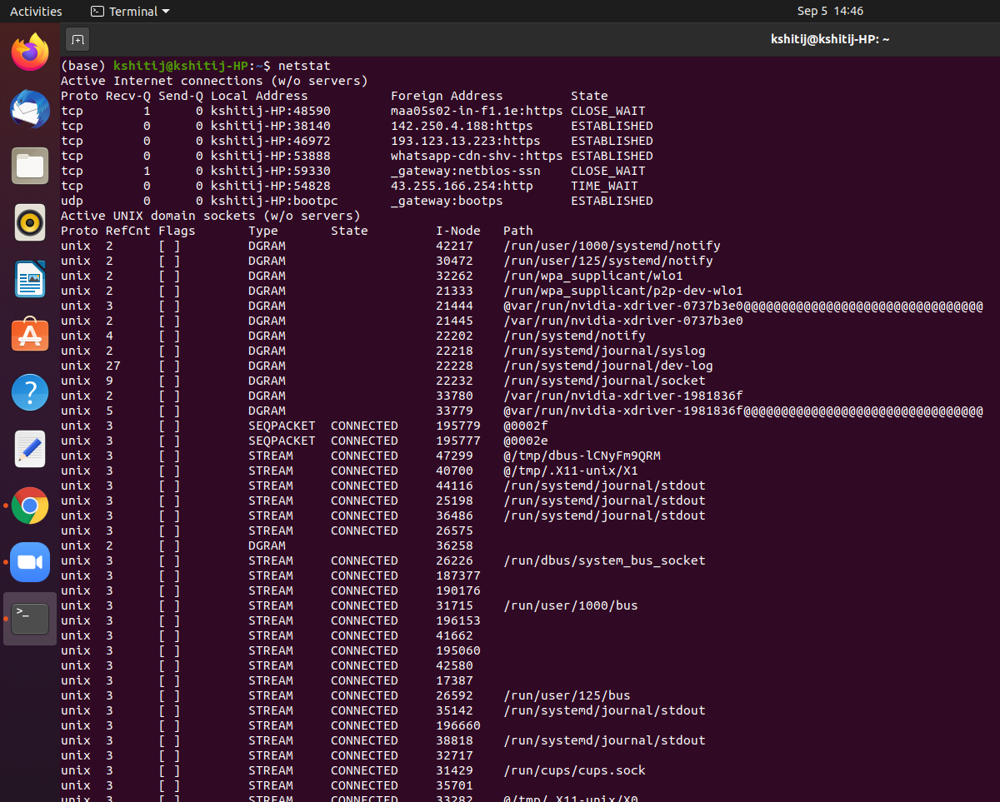 Activities Terminal Sep 5 14:46
kshitij@kshitij-HP: ~
(base) kshitij@kshitij-HP:~$ netstat
Active Internet connections (w/o servers)
Proto Recv-Q Send-Q Local Address Foreign Address State
tcp 1 0 kshitij-HP:48590 maa05s02-in-f1.1e:https CLOSE_WAIT
tcp 0 0 kshitij-HP:38140 142.250.4.188:https ESTABLISHED
tcp 0 0 kshitij-HP:46972 193.123.13.223:https ESTABLISHED
tcp 0 0 kshitij-HP:53888 whatsapp-cdn-shv-:https ESTABLISHED
tcp 1 0 kshitij-HP:59330 _gateway:netbios-ssn CLOSE_WAIT
tcp 0 0 kshitij-HP:54828 43.255.166.254:http TIME_WAIT
udp 0 0 kshitij-HP:bootpc _gateway:bootps ESTABLISHED
Active UNIX domain sockets (w/o servers)
Proto RefCnt Flags Type State I-Node Path
unix 2 [ ] DGRAM 42217 /run/user/1000/systemd/notify
unix 2 [ ] DGRAM 30472 /run/user/125/systemd/notify
unix 2 [ ] DGRAM 32262 /run/wpa_supplicant/wlo1
unix 2 [ ] DGRAM 21333 /run/wpa_supplicant/p2p-dev-wlo1
unix 3 [ ] DGRAM 21444 @var/run/nvidia-xdriver-0737b3e0@@@@@@@@@@@@@@@@@@@@@@@@@@@@@@@@
unix 2 [ ] DGRAM 21445 /var/run/nvidia-xdriver-0737b3e0
unix 4 [ ] DGRAM 22202 /run/systemd/notify
unix 2 [ ] DGRAM 22218 /run/systemd/journal/syslog
unix 27 [ ] DGRAM 22228 /run/systemd/journal/dev-log
unix 9 [ ] DGRAM 22232 /run/systemd/journal/socket
unix 2 [ ] DGRAM 33780 /var/run/nvidia-xdriver-1981836f
unix 5 [ ] DGRAM 33779 @var/run/nvidia-xdriver-1981836f@@@@@@@@@@@@@@@@@@@@@@@@@@@@@@@@
unix 3 [ ] SEQPACKET CONNECTED 195779 @0002f
unix 3 [ ] SEQPACKET CONNECTED 195777 @0002e
unix 3 [ ] STREAM CONNECTED 47299 @/tmp/dbus-lCNyFm9QRM
unix 3 [ ] STREAM CONNECTED 40700 @/tmp/.X11-unix/X1
unix 3 [ ] STREAM CONNECTED 44116 /run/systemd/journal/stdout
unix 3 [ ] STREAM CONNECTED 25198 /run/systemd/journal/stdout
unix 3 [ ] STREAM CONNECTED 36486 /run/systemd/journal/stdout
unix 3 [ ] STREAM CONNECTED 26575
unix 2 [ ] DGRAM 36258
unix 3 [ ] STREAM CONNECTED 26226 /run/dbus/system_bus_socket
unix 3 [ ] STREAM CONNECTED 187377
unix 3 [ ] STREAM CONNECTED 190176
unix 3 [ ] STREAM CONNECTED 31715 /run/user/1000/bus
unix 3 [ ] STREAM CONNECTED 196153
unix 3 [ ] STREAM CONNECTED 41662
unix 3 [ ] STREAM CONNECTED 195060
unix 3 [ ] STREAM CONNECTED 42580
unix 3 [ ] STREAM CONNECTED 17387
unix 3 [ ] STREAM CONNECTED 26592 /run/user/125/bus
unix 3 [ ] STREAM CONNECTED 35142 /run/systemd/journal/stdout
unix 3 [ ] STREAM CONNECTED 196660
unix 3 [ ] STREAM CONNECTED 38818 /run/systemd/journal/stdout
unix 3 [ ] STREAM CONNECTED 32717
unix 3 [ ] STREAM CONNECTED 31429 /run/cups/cups.sock
unix 3 [ ] STREAM CONNECTED 35701
unix 3 [ ] STREAM CONNECTED 33282 @/tmp/.X11-unix/X0